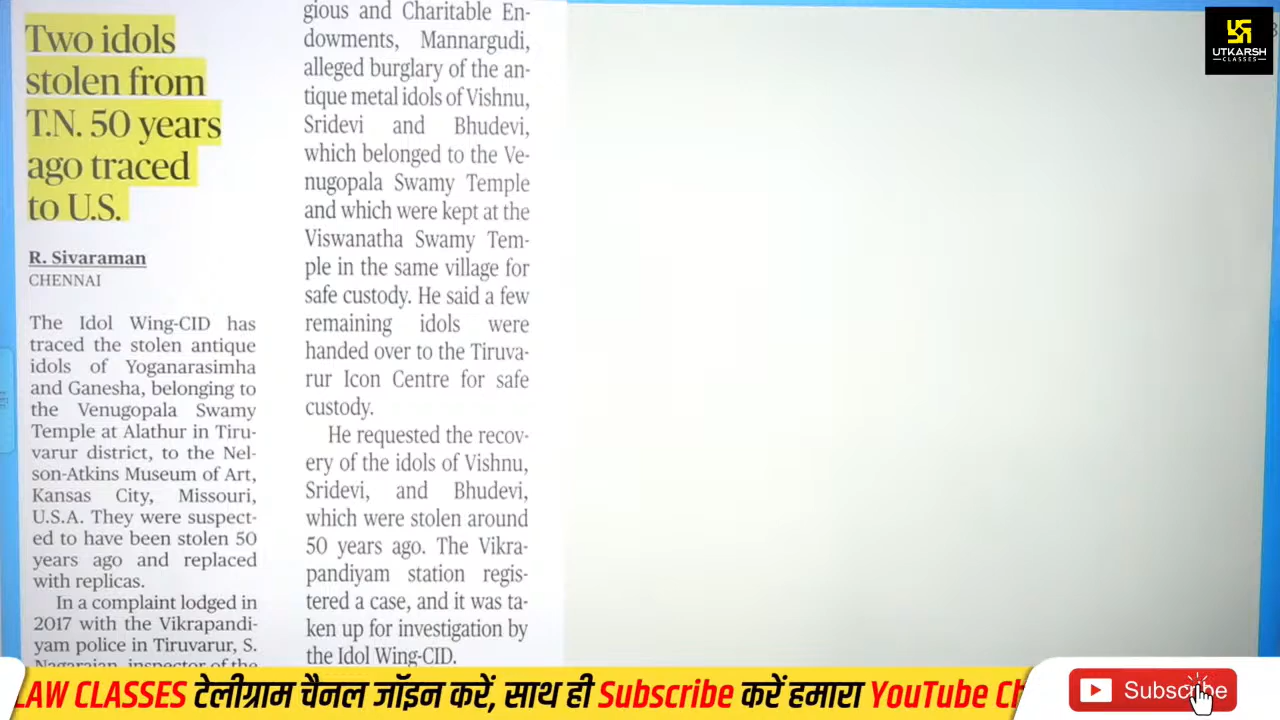 Two idols
stolen from
T.N. 50 years
ago traced
to U.S.
R. Sivaraman
CHENNAI
The Idol Wing-CID has
traced the stolen antique
idols of Yoganarasimha
and Ganesha, belonging to
the Venugopala Swamy
Temple at Alathur in Tiru-
varur district, to the Nel-
son-Atkins Museum of Art,
Kansas City, Missouri,
U.S.A. They were suspect-
ed to have been stolen 50
years ago and replaced
with replicas.
In a complaint lodged in
2017 with the Vikrapandi-
yam police in Tiruvarur, S.
Nagarajan, inspector of the
gious and Charitable En-
dowments, Mannargudi,
alleged burglary of the an-
tique metal idols of Vishnu,
Sridevi and Bhudevi,
which belonged to the Ve-
nugopala Swamy Temple
and which were kept at the
Viswanatha Swamy Tem-
ple in the same village for
safe custody. He said a few
remaining idols were
handed over to the Tiruva-
rur Icon Centre for safe
custody.
He requested the recov-
ery of the idols of Vishnu,
Sridevi, and Bhudevi,
which were stolen around
50 years ago. The Vikra-
pandiyam station regis-
tered a case, and it was ta-
ken up for investigation by
the Idol Wing-CID.
UTKARSH
CLASSES
LAW CLASSES टेलीग्राम चैनल जॉइन करें, साथ ही Subscribe करें हमारा YouTube Ch
Subscribe